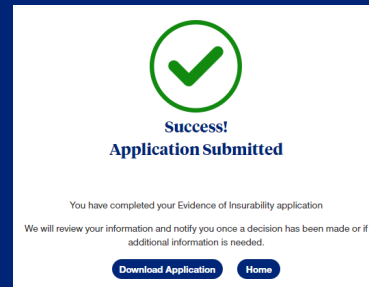 Success!
Application Submitted
You have completed your Evidence of Insurability application
We will review your information and notify you once a decision has been made or if
additional information is needed.
Download Application Home